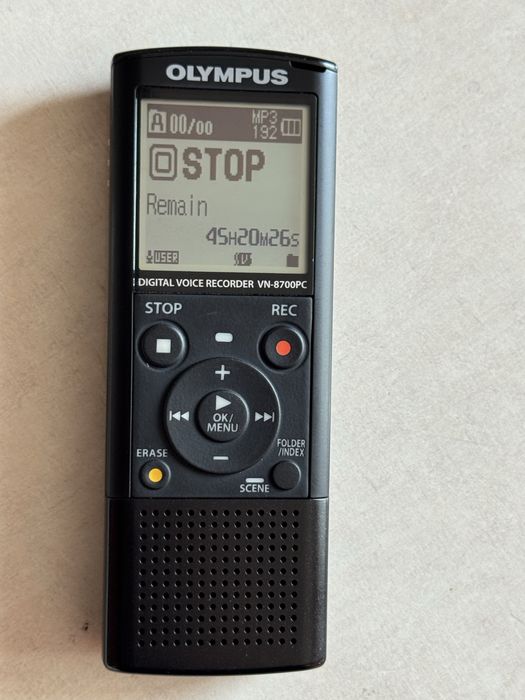 OLYMPUS
A 00/00 MP3 192
STOP
Remain
45H20M26S
USER
DIGITAL VOICE RECORDER VN-8700PC
STOP REC
+
OK/
MENU
−
ERASE
FOLDER
/INDEX
SCENE